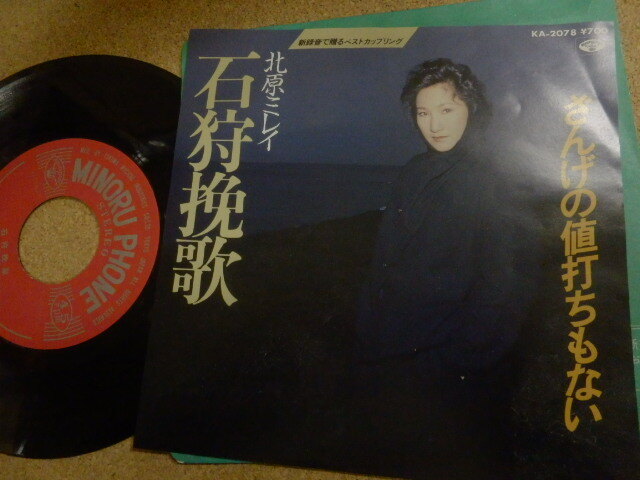 新録音で贈るベストカップリング
KA-2078 ¥700
北原ミレイ
石狩挽歌
ざんげの値打ちもない
MINORU PHONE
STEREO